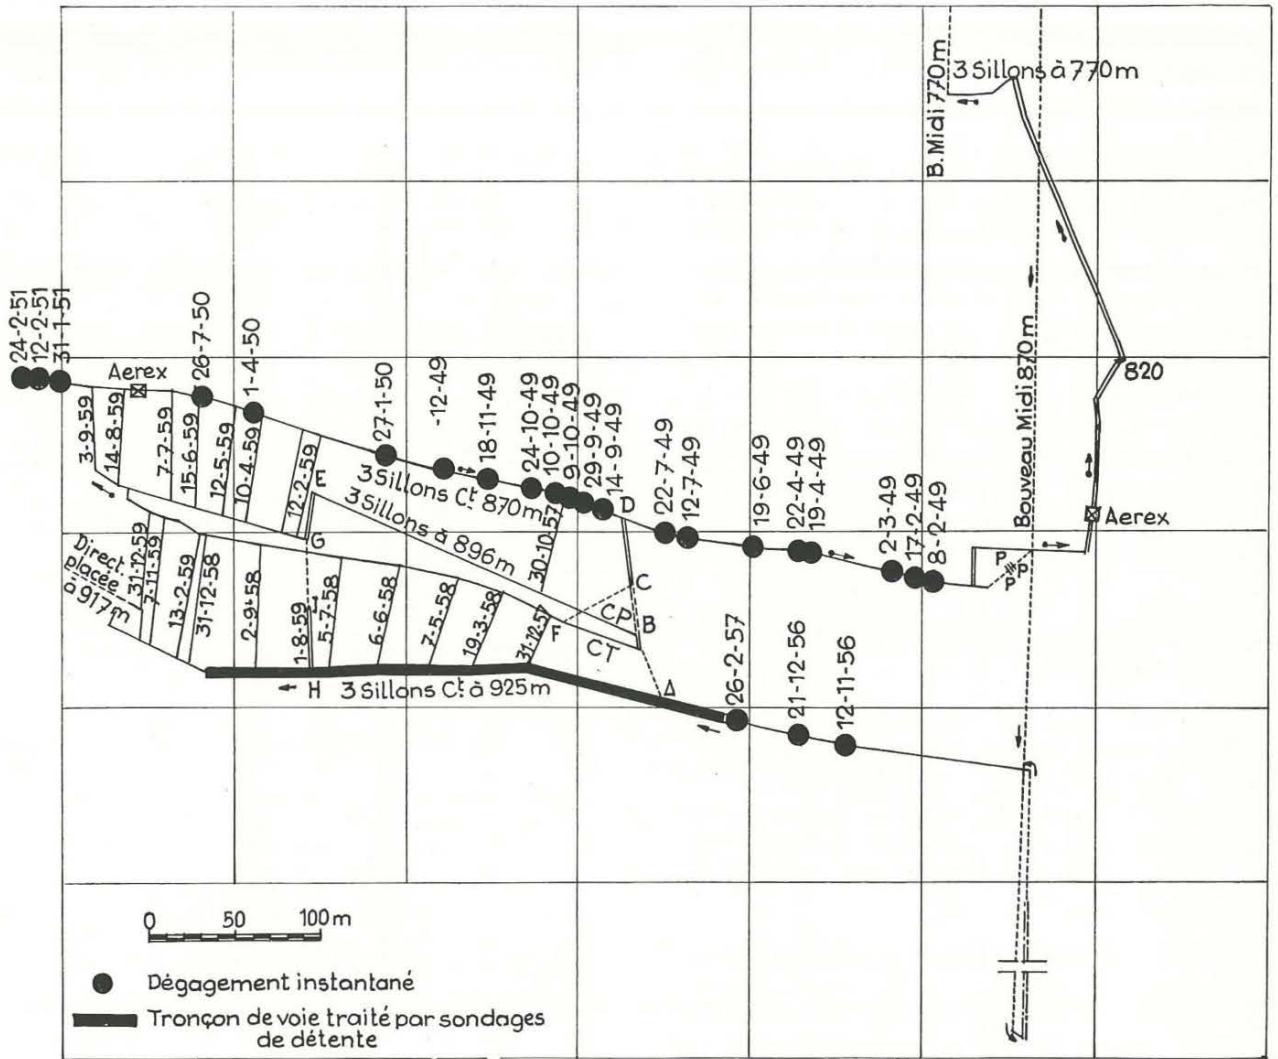 B. Midi 770m
3 Sillons à 770m
820
Bouveau Midi 870m
Aerex
24-2-51
12-2-51
31-1-51
Aerex
26-7-50
1-4-50
27-1-50
-12-49
18-11-49
24-10-49
10-10-49
9-10-49
29-9-49
14-9-49
22-7-49
12-7-49
19-6-49
22-4-49
19-4-49
2-3-49
17-2-49
8-2-49
P
P
P
3-9-59
14-8-59
7-7-59
15-6-59
12-5-59
10-4-59
12-2-59
E
3 Sillons Ct 870m
3 Sillons à 896m
30-10-57
D
G
C
CP
B
F
CT
Direct.
placée
à 917m
31-12-59
7-11-59
13-2-59
31-12-58
2-9-58
1-8-59
I
5-7-58
6-6-58
7-5-58
19-3-58
31-12-57
H
3 Sillons Ct à 925m
A
26-2-57
21-12-56
12-11-56
0 50 100m
Dégagement instantané
Tronçon de voie traité par sondages
de détente